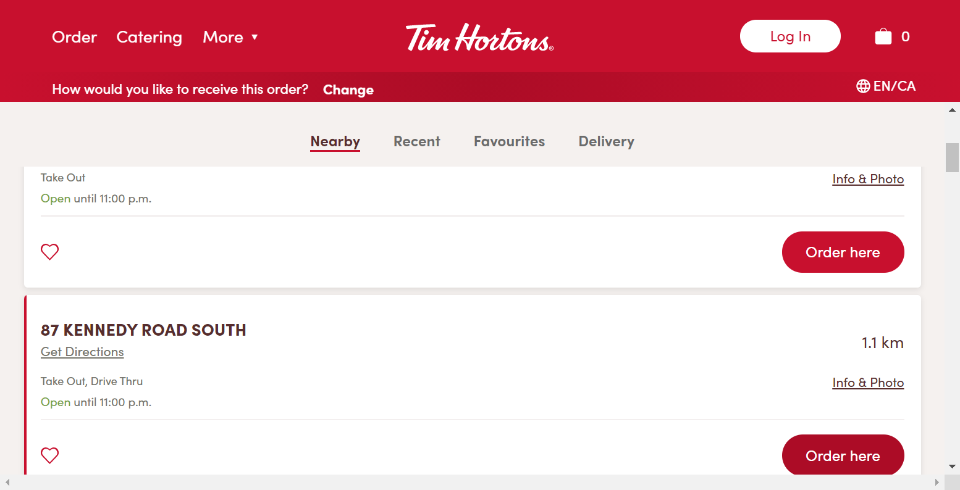 Order Catering More ▼ Tim Hortons® Log In 0
How would you like to receive this order? Change EN/CA
Nearby Recent Favourites Delivery
Take Out Info & Photo
Open until 11:00 p.m.
Order here
87 KENNEDY ROAD SOUTH
Get Directions 1.1 km
Take Out, Drive Thru Info & Photo
Open until 11:00 p.m.
Order here